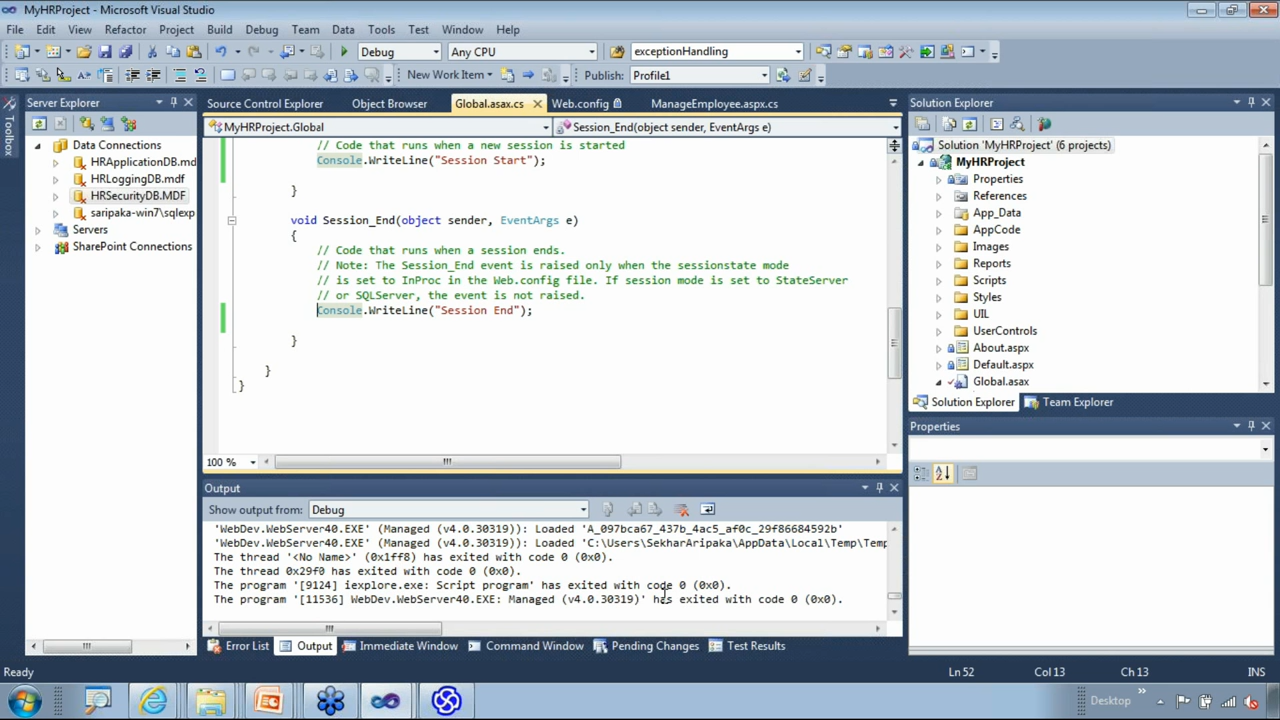 MyHRProject - Microsoft Visual Studio
File Edit View Refactor Project Build Debug Team Data Tools Test Window Help
Debug Any CPU exceptionHandling
New Work Item Publish: Profile1
Server Explorer
Source Control Explorer Object Browser Global.asax.cs Web.config ManageEmployee.aspx.cs
Solution Explorer
Toolbox
MyHRProject.Global Session_End(object sender, EventArgs e)
Data Connections
HRApplicationDB.md
HRLoggingDB.mdf
HRSecurityDB.MDF
saripaka-win7\sqlexp
Servers
SharePoint Connections
// Code that runs when a new session is started
Console.WriteLine("Session Start");
}
void Session_End(object sender, EventArgs e)
{
// Code that runs when a session ends.
// Note: The Session_End event is raised only when the sessionstate mode
// is set to InProc in the Web.config file. If session mode is set to StateServer
// or SQLServer, the event is not raised.
Console.WriteLine("Session End");
}
}
}
100 %
Solution 'MyHRProject' (6 projects)
MyHRProject
Properties
References
App_Data
AppCode
Images
Reports
Scripts
Styles
UIL
UserControls
About.aspx
Default.aspx
Global.asax
Solution Explorer Team Explorer
Properties
Output
Show output from: Debug
'WebDev.WebServer40.EXE' (Managed (v4.0.30319)): Loaded 'A_097bca67_437b_4ac5_af0c_29f86684592b'
'WebDev.WebServer40.EXE' (Managed (v4.0.30319)): Loaded 'C:\Users\SekharAripaka\AppData\Local\Temp\Temp
The thread '<No Name>' (0x1ff8) has exited with code 0 (0x0).
The thread 0x29f0 has exited with code 0 (0x0).
The program '[9124] iexplore.exe: Script program' has exited with code 0 (0x0).
The program '[11536] WebDev.WebServer40.EXE: Managed (v4.0.30319)' has exited with code 0 (0x0).
Error List Output Immediate Window Command Window Pending Changes Test Results
Ready Ln 52 Col 13 Ch 13 INS
Desktop